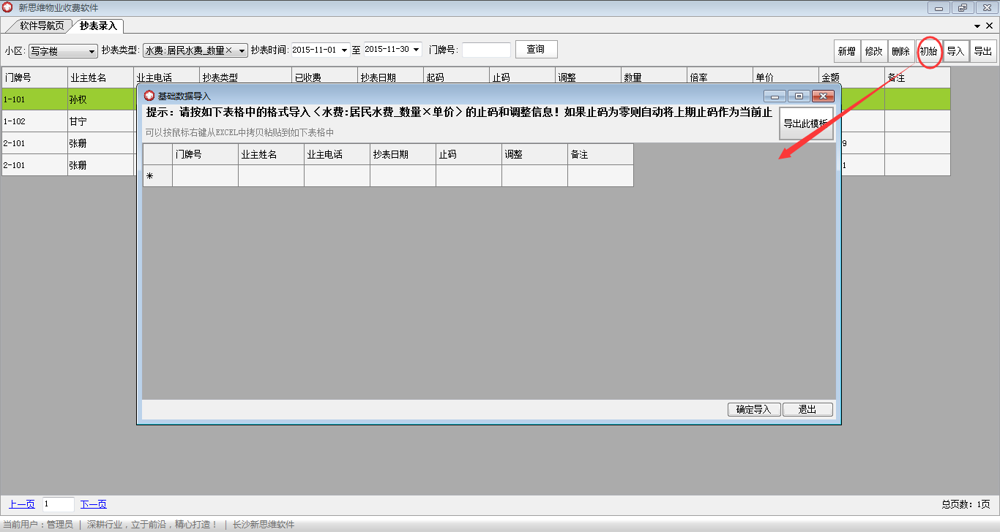 新思维物业收费软件
软件导航页 抄表录入
小区: 写字楼 抄表类型: 水费:居民水费_数量× 抄表时间: 2015-11-01 至 2015-11-30 门牌号: 查询 新增 修改 删除 初始 导入 导出
门牌号 业主姓名 业主电话 抄表类型 已收费 抄表日期 起码 止码 调整 数量 倍率 单价 金额 备注
1-101 孙权
1-102 甘宁
2-101 张珊 9
2-101 张珊 1
基础数据导入
提示: 请按如下表格中的格式导入<水费:居民水费_数量×单价>的止码和调整信息! 如果止码为零则自动将上期止码作为当前止
导出此模板
可以按鼠标右键从EXCEL中拷贝粘贴到如下表格中
门牌号 业主姓名 业主电话 抄表日期 止码 调整 备注
*
确定导入 退出
上一页 1 下一页 总页数: 1页
当前用户: 管理员 | 深耕行业，立于前沿，精心打造！ | 长沙新思维软件